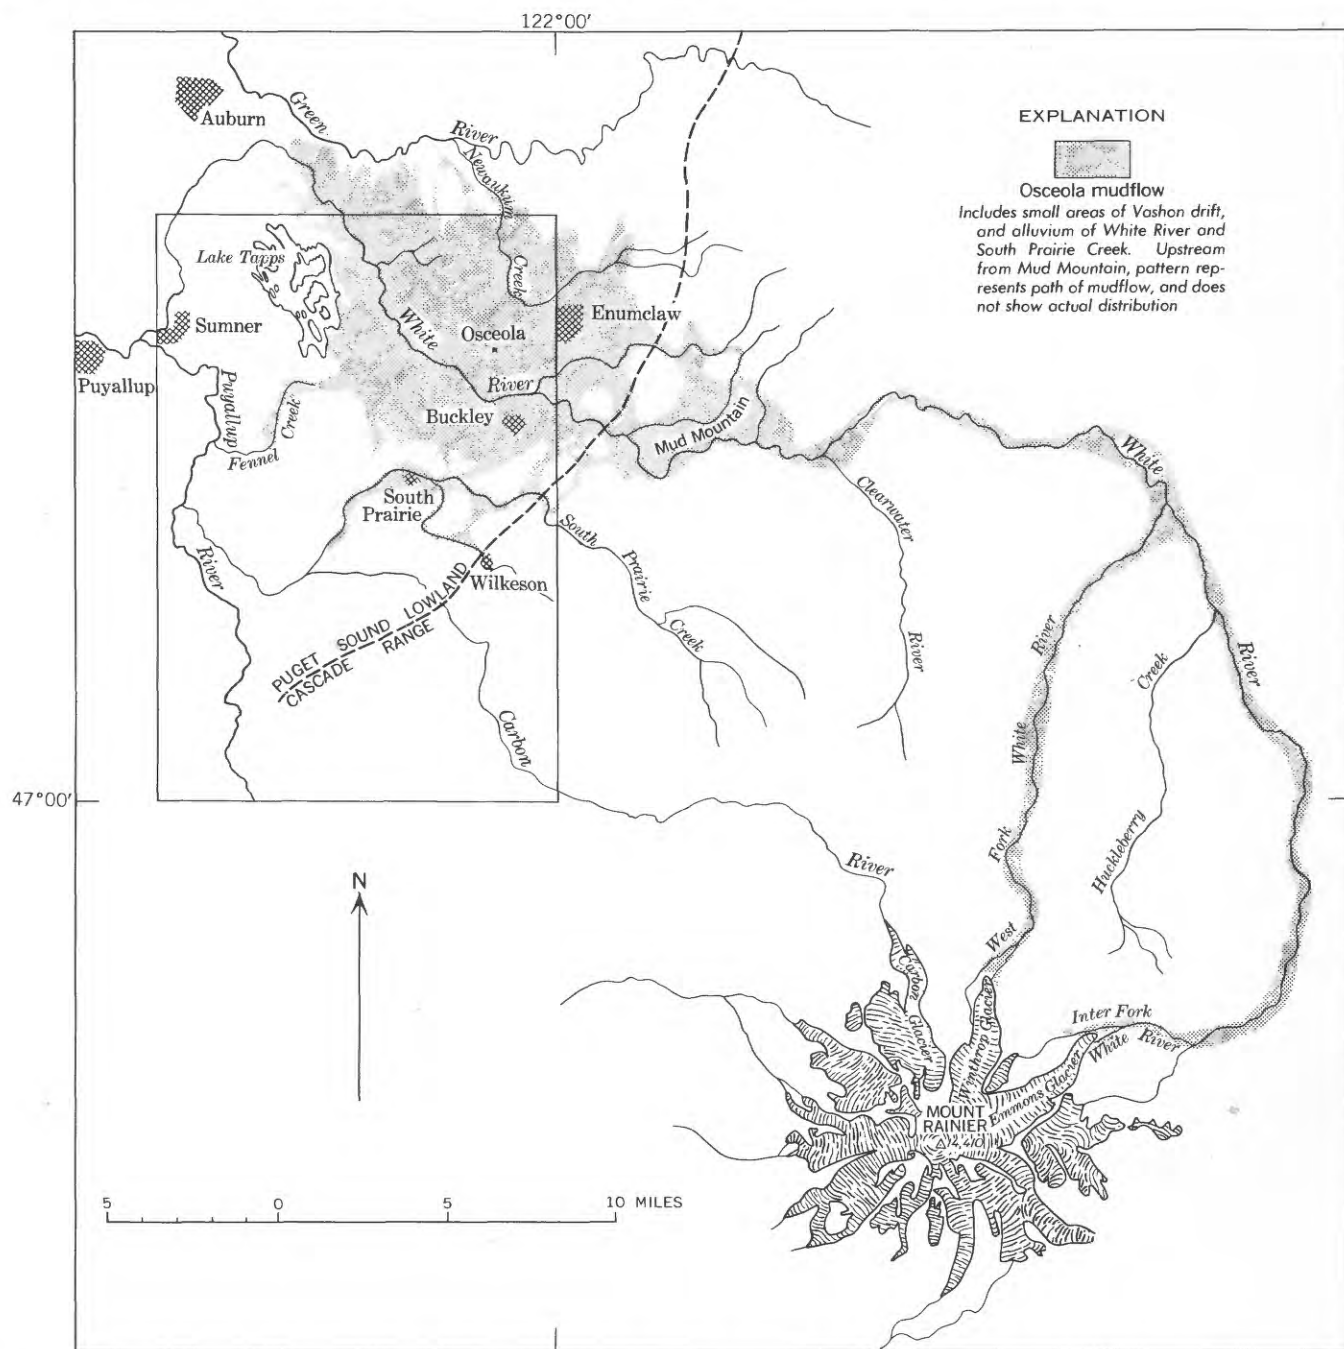 122°00'
Auburn
Green
River
Newaukum
Creek
EXPLANATION
Osceola mudflow
Includes small areas of Vashon drift,
and alluvium of White River and
South Prairie Creek. Upstream
from Mud Mountain, pattern rep-
resents path of mudflow, and does
not show actual distribution
Lake Tapps
Sumner
Enumclaw
Osceola
White
River
Puyallup
Puyallup
River
Buckley
Mud Mountain
Fennel
Creek
South
Prairie
South
Prairie
Creek
Wilkeson
PUGET SOUND LOWLAND
CASCADE RANGE
Clearwater
River
White
River
Creek
Huckleberry
River
White
Fork
West
Carbon
River
47°00'
N
Carbon
Glacier
Winthrop Glacier
Inter Fork
White River
Emmons Glacier
MOUNT
RAINIER
5 0 5 10 MILES